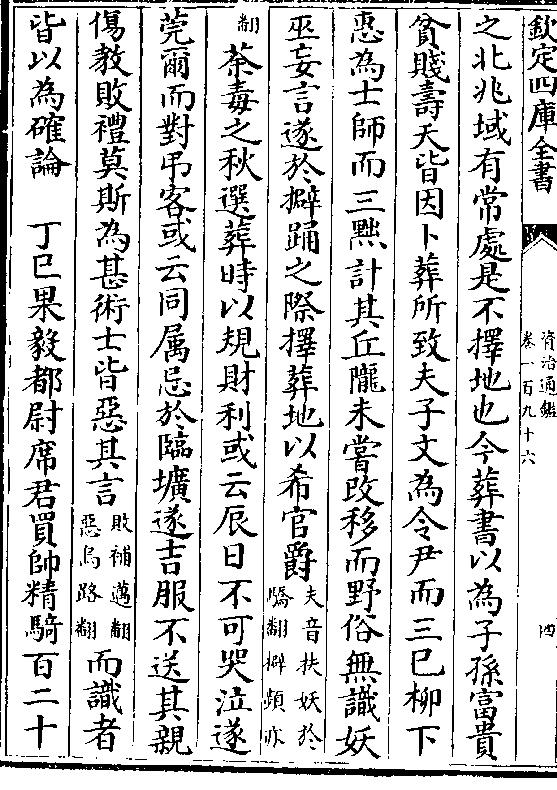 欽定四庫全書
資治通鑑
卷一百九十六
四
之北兆域有常處是不擇地也今葬書以為子孫富貴
貧賤壽夭皆因卜葬所致夫子文為令尹而三已柳下
惠為士師而三黜計其丘隴未嘗改移而野俗無識妖
巫妄言遂於擗踊之際擇葬地以希官爵
夫音扶妖於
驕翻擗頻亦
翻
荼毒之秋選葬時以規財利或云辰日不可哭泣遂
莞爾而對弔客或云同属忌於臨壙遂吉服不送其親
傷教敗禮莫斯為甚術士皆惡其言
敗補邁翻
惡烏路翻
而識者
皆以為確論　丁巳果毅都尉席君買帥精騎百二十